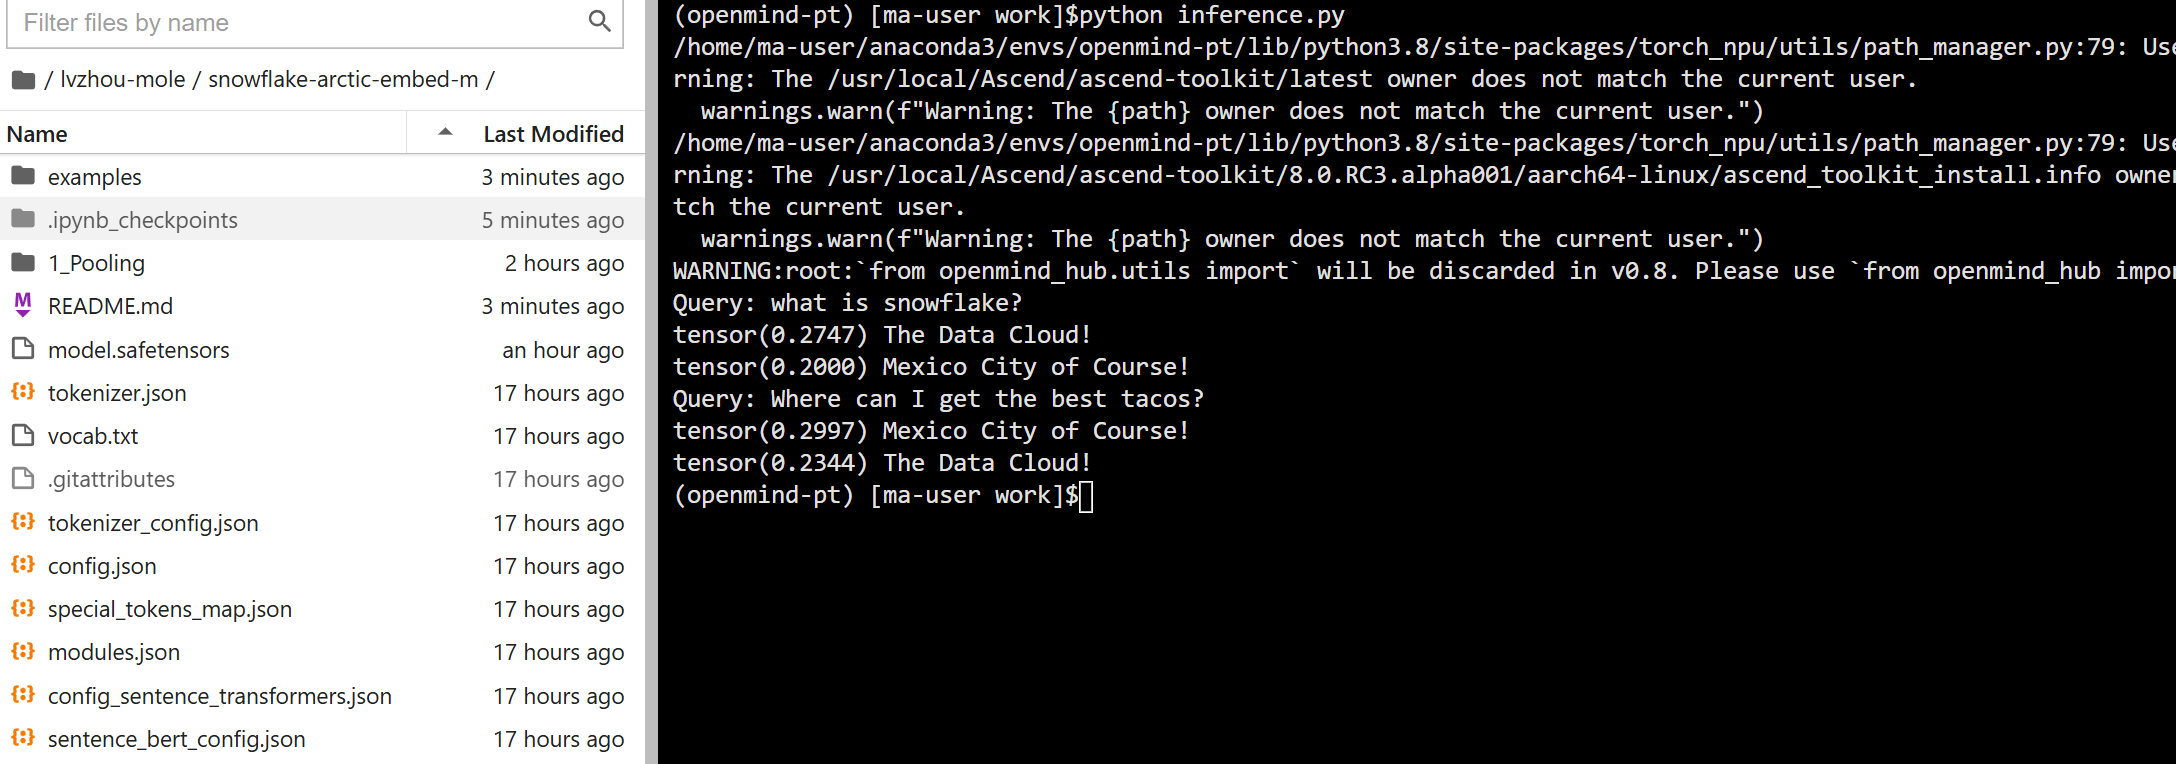 Filter files by name
/ lvzhou-mole / snowflake-arctic-embed-m /
Name Last Modified
examples 3 minutes ago
.ipynb_checkpoints 5 minutes ago
1_Pooling 2 hours ago
README.md 3 minutes ago
model.safetensors an hour ago
tokenizer.json 17 hours ago
vocab.txt 17 hours ago
.gitattributes 17 hours ago
tokenizer_config.json 17 hours ago
config.json 17 hours ago
special_tokens_map.json 17 hours ago
modules.json 17 hours ago
config_sentence_transformers.json 17 hours ago
sentence_bert_config.json 17 hours ago
(openmind-pt) [ma-user work]$python inference.py
/home/ma-user/anaconda3/envs/openmind-pt/lib/python3.8/site-packages/torch_npu/utils/path_manager.py:79: Use
rning: The /usr/local/Ascend/ascend-toolkit/latest owner does not match the current user.
warnings.warn(f"Warning: The {path} owner does not match the current user.")
/home/ma-user/anaconda3/envs/openmind-pt/lib/python3.8/site-packages/torch_npu/utils/path_manager.py:79: Use
rning: The /usr/local/Ascend/ascend-toolkit/8.0.RC3.alpha001/aarch64-linux/ascend_toolkit_install.info owner
tch the current user.
warnings.warn(f"Warning: The {path} owner does not match the current user.")
WARNING:root:`from openmind_hub.utils import` will be discarded in v0.8. Please use `from openmind_hub impor
Query: what is snowflake?
tensor(0.2747) The Data Cloud!
tensor(0.2000) Mexico City of Course!
Query: Where can I get the best tacos?
tensor(0.2997) Mexico City of Course!
tensor(0.2344) The Data Cloud!
(openmind-pt) [ma-user work]$